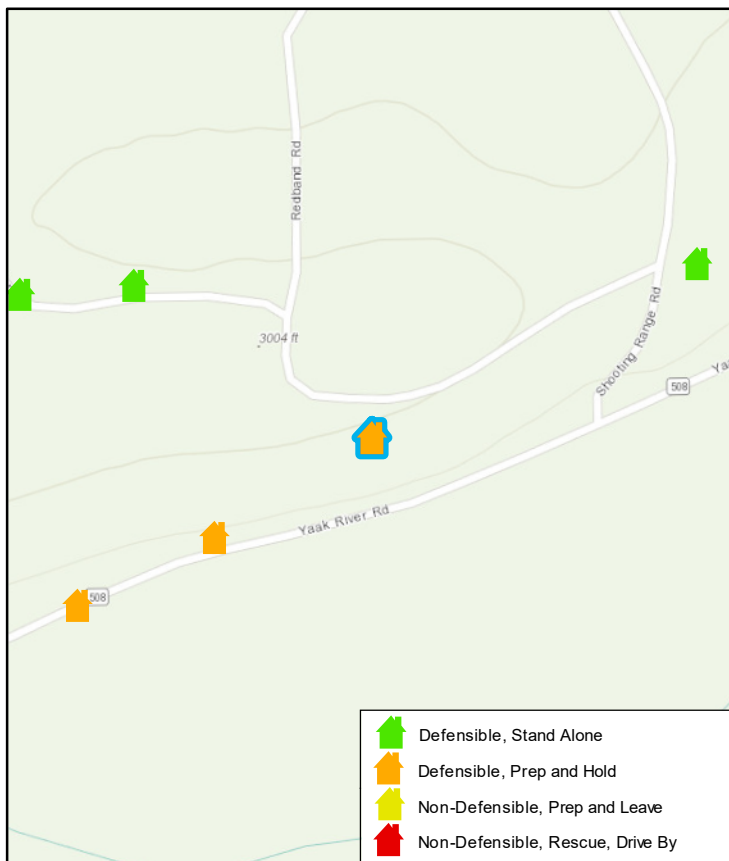 Redband Rd
3004 ft
Shooting Range Rd
508
Yaak River Rd
508
Defensible, Stand Alone
Defensible, Prep and Hold
Non-Defensible, Prep and Leave
Non-Defensible, Rescue, Drive By